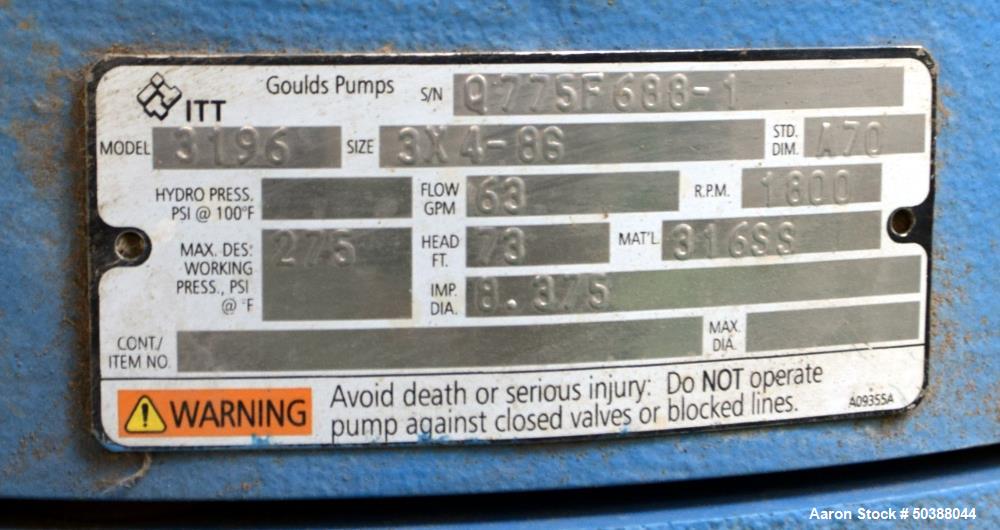 ITT Goulds Pumps S/N Q775F688-1
MODEL 3196 SIZE 3X4-8G STD. DIM. A70
HYDRO PRESS. PSI @ 100°F FLOW GPM 63 R.P.M. 1800
MAX. DES: WORKING PRESS., PSI @ °F 275 HEAD FT. 73 MAT'L 316SS
IMP. DIA. 8.375
CONT./ ITEM NO. MAX. DIA.
WARNING Avoid death or serious injury: Do NOT operate
pump against closed valves or blocked lines. A09355A
Aaron Stock # 50388044